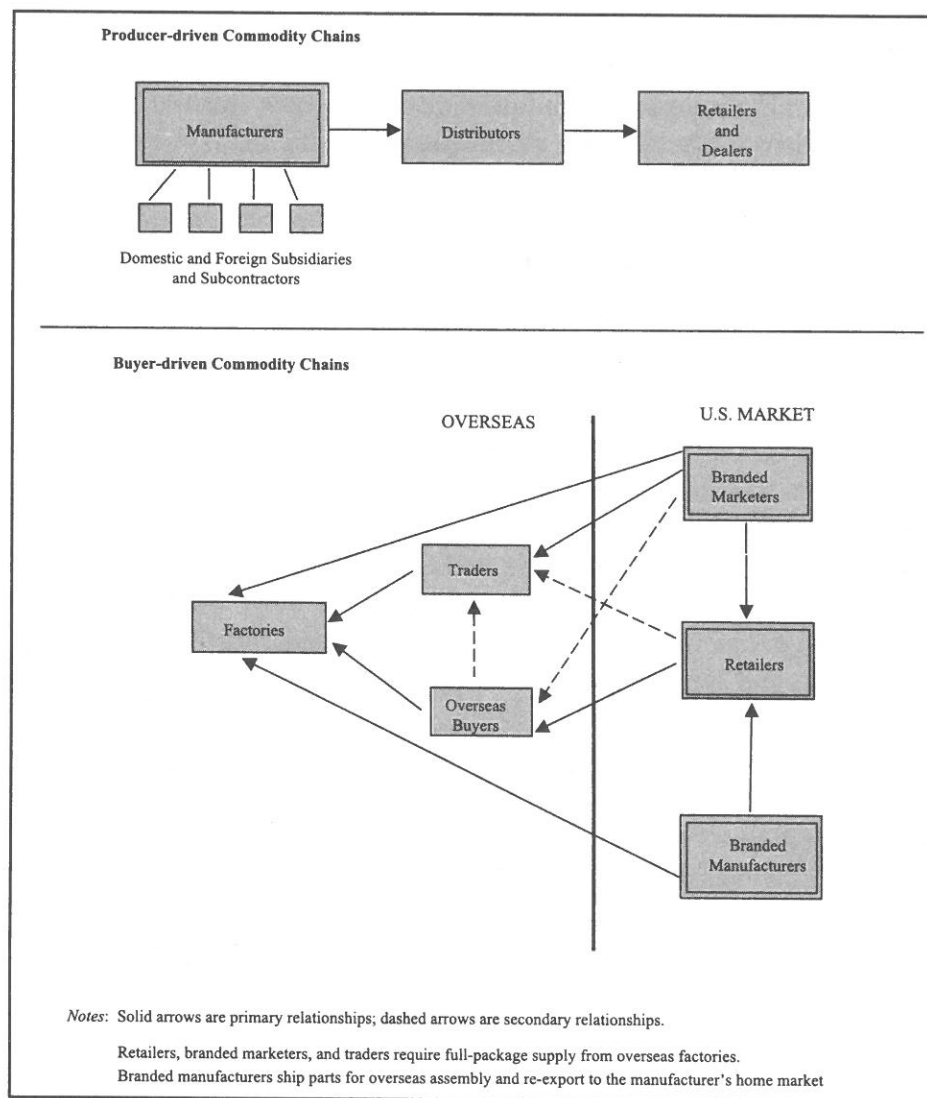 Producer-driven Commodity Chains
Manufacturers
Distributors
Retailers
and
Dealers
Domestic and Foreign Subsidiaries
and Subcontractors
Buyer-driven Commodity Chains
OVERSEAS
U.S. MARKET
Branded
Marketers
Traders
Factories
Retailers
Overseas
Buyers
Branded
Manufacturers
Notes: Solid arrows are primary relationships; dashed arrows are secondary relationships.
Retailers, branded marketers, and traders require full-package supply from overseas factories.
Branded manufacturers ship parts for overseas assembly and re-export to the manufacturer's home market